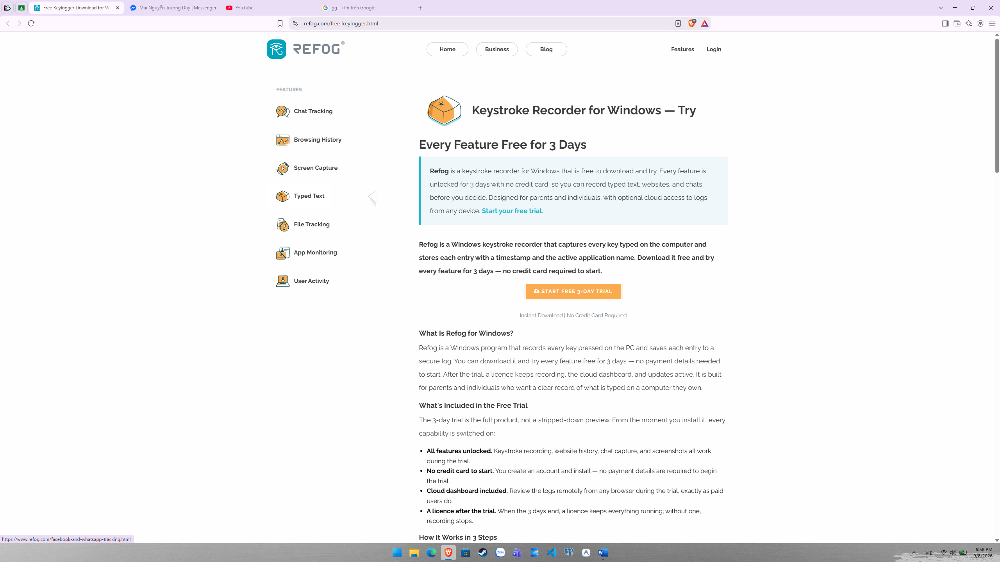 Free Keylogger Download for Wi
Mai Nguyễn Trường Duy | Messenger
YouTube
gg - Tìm trên Google
refog.com/free-keylogger.html
2
REFOG®
Home
Business
Blog
Features
Login
FEATURES
Chat Tracking
Browsing History
Screen Capture
Typed Text
File Tracking
App Monitoring
User Activity
Keystroke Recorder for Windows — Try
Every Feature Free for 3 Days
Refog is a keystroke recorder for Windows that is free to download and try. Every feature is
unlocked for 3 days with no credit card, so you can record typed text, websites, and chats
before you decide. Designed for parents and individuals, with optional cloud access to logs
from any device. Start your free trial.
Refog is a Windows keystroke recorder that captures every key typed on the computer and
stores each entry with a timestamp and the active application name. Download it free and try
every feature for 3 days — no credit card required to start.
START FREE 3-DAY TRIAL
Instant Download | No Credit Card Required
What Is Refog for Windows?
Refog is a Windows program that records every key pressed on the PC and saves each entry to a
secure log. You can download it and try every feature free for 3 days — no payment details needed
to start. After the trial, a licence keeps recording, the cloud dashboard, and updates active. It is built
for parents and individuals who want a clear record of what is typed on a computer they own.
What's Included in the Free Trial
The 3-day trial is the full product, not a stripped-down preview. From the moment you install it, every
capability is switched on:
• All features unlocked. Keystroke recording, website history, chat capture, and screenshots all work
during the trial.
• No credit card to start. You create an account and install — no payment details are required to begin
the trial.
• Cloud dashboard included. Review the logs remotely from any browser during the trial, exactly as paid
users do.
• A licence after the trial. When the 3 days end, a licence keeps everything running; without one,
recording stops.
How It Works in 3 Steps
https://www.refog.com/facebook-and-whatsapp-tracking.html
Zalo
VIE
6:58 PM
9/8/2026